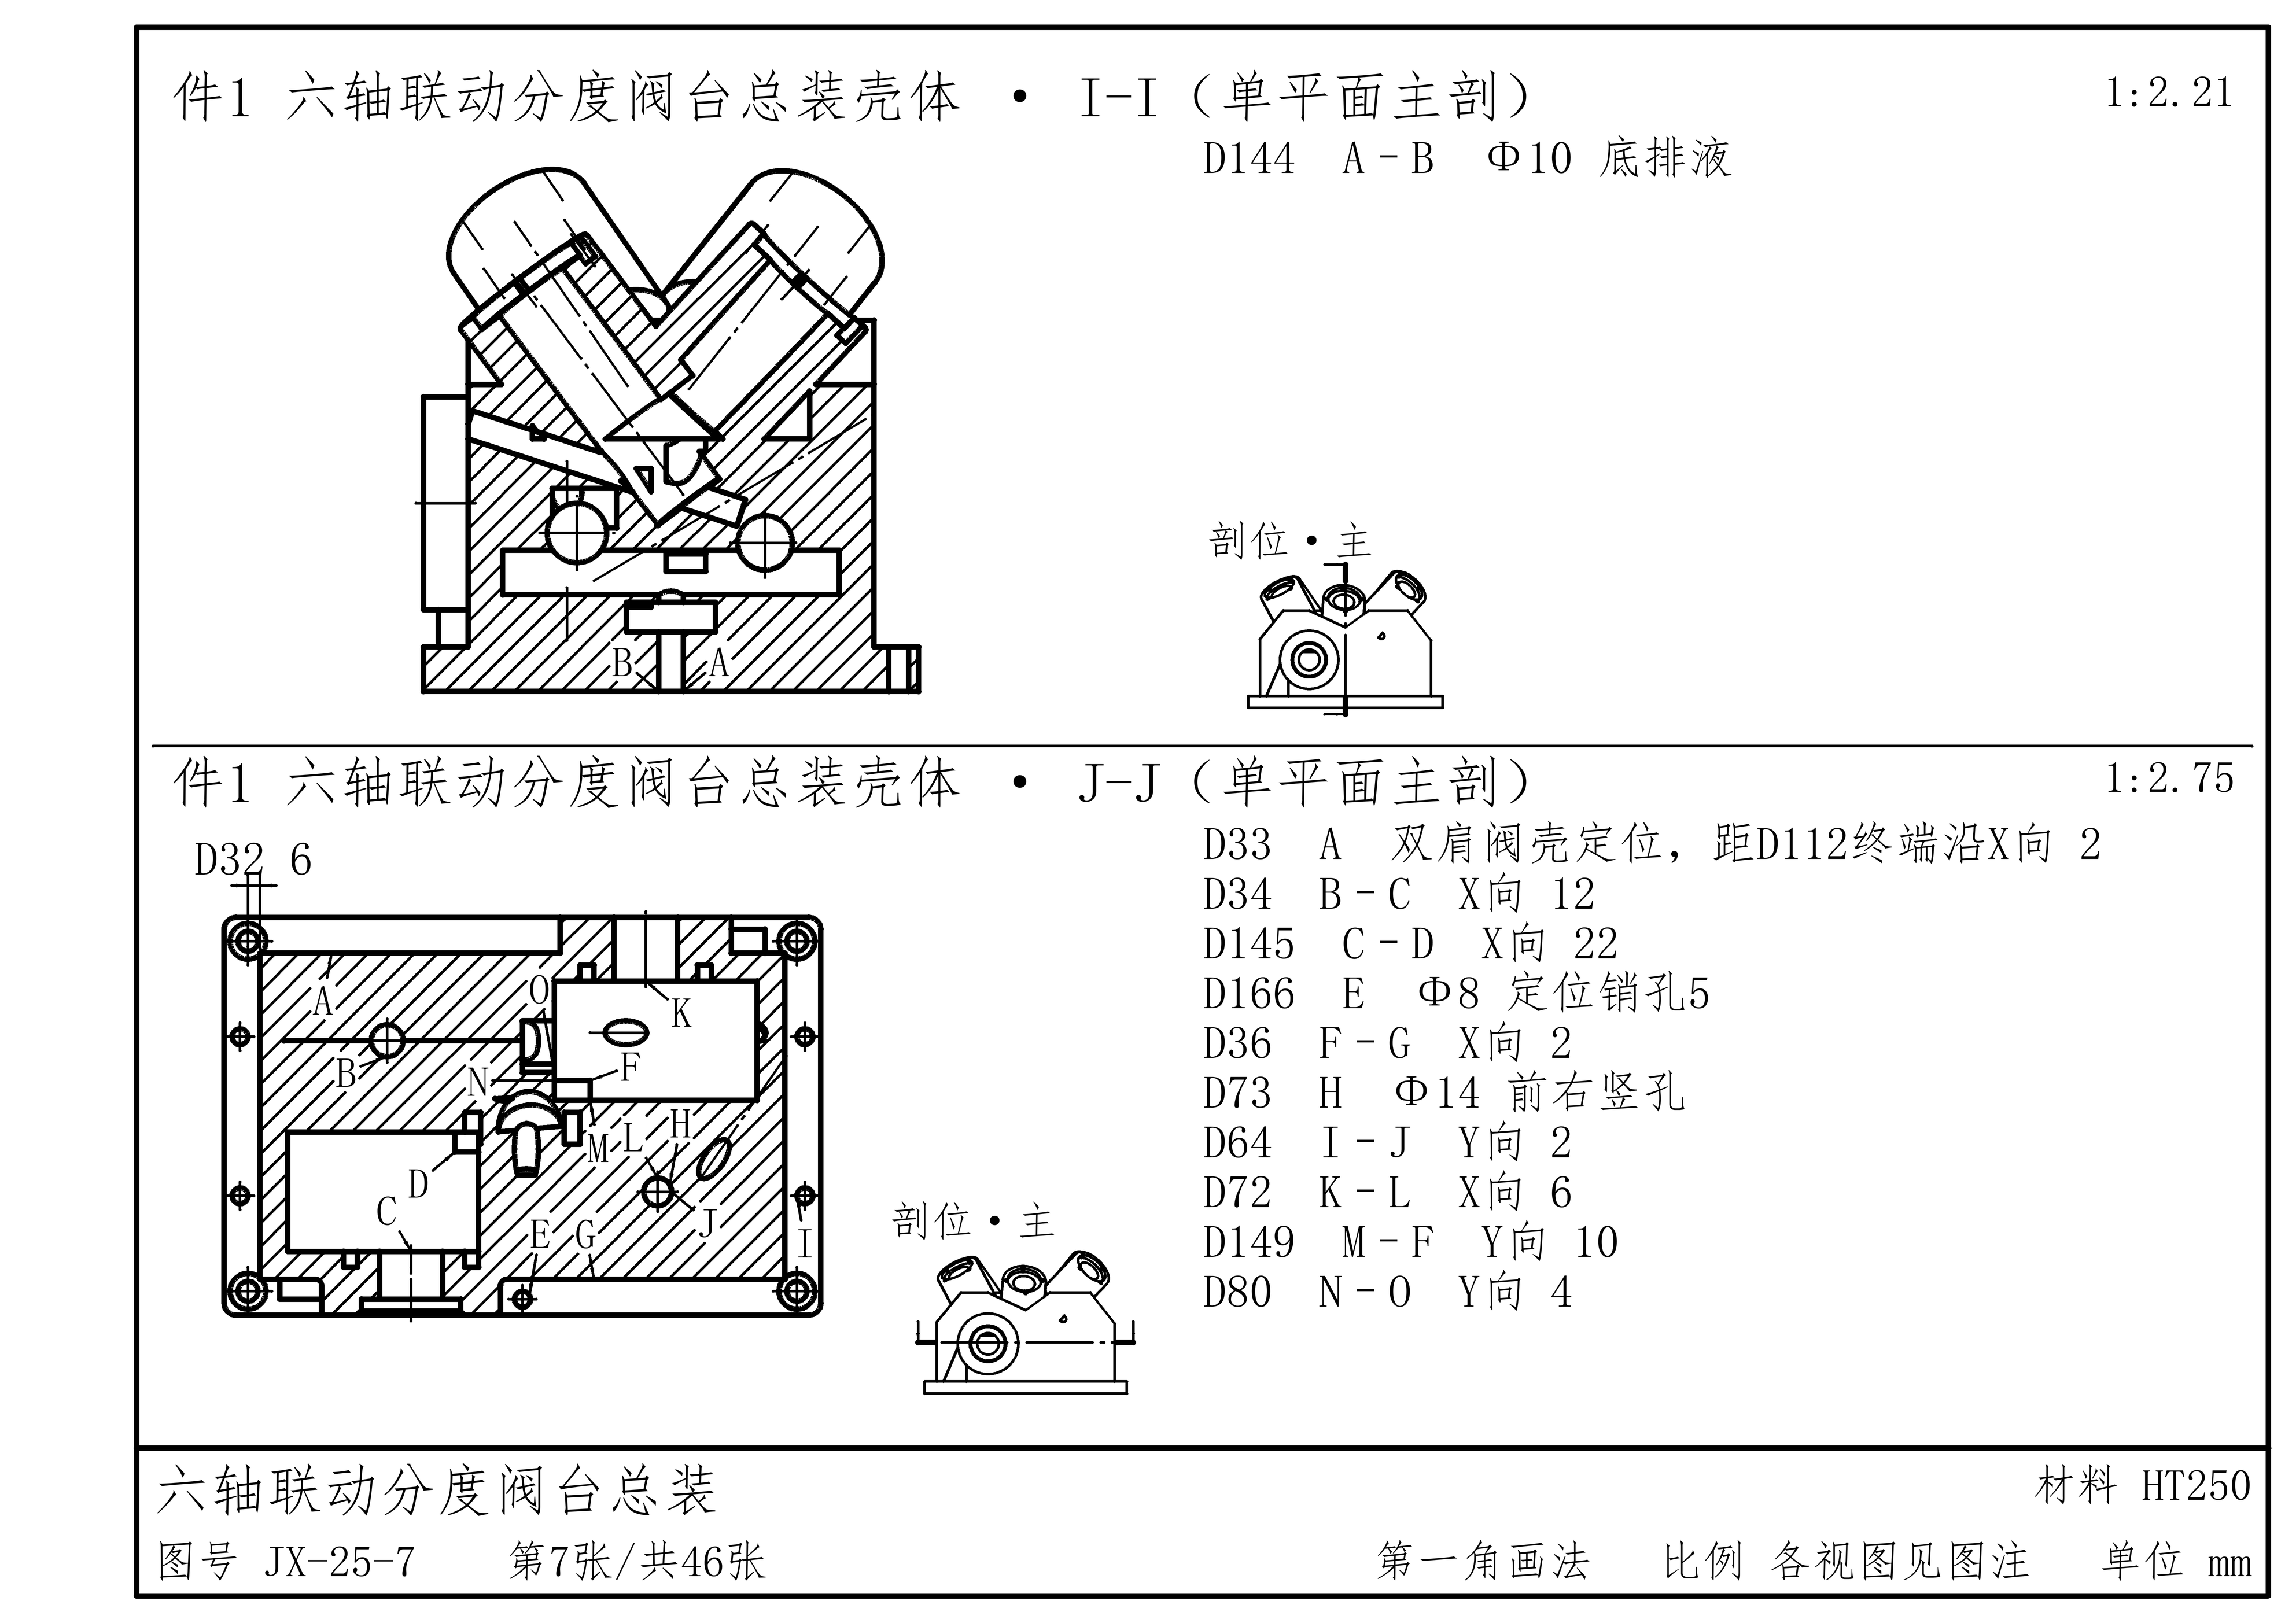 件1 六轴联动分度阀台总装壳体 · I-I（单平面主剖）
1:2.21
D144 A-B Φ10 底排液
B
A
剖位·主
件1 六轴联动分度阀台总装壳体 · J-J（单平面主剖）
1:2.75
D32 6
D33 A 双肩阀壳定位，距D112终端沿X向 2
D34 B-C X向 12
D145 C-D X向 22
D166 E Φ8 定位销孔5
D36 F-G X向 2
D73 H Φ14 前右竖孔
D64 I-J Y向 2
D72 K-L X向 6
D149 M-F Y向 10
D80 N-O Y向 4
A
O
K
B
N
F
M
L
H
D
C
E
G
J
I
剖位·主
六轴联动分度阀台总装
材料 HT250
图号 JX-25-7 第7张/共46张
第一角画法 比例 各视图见图注 单位 mm